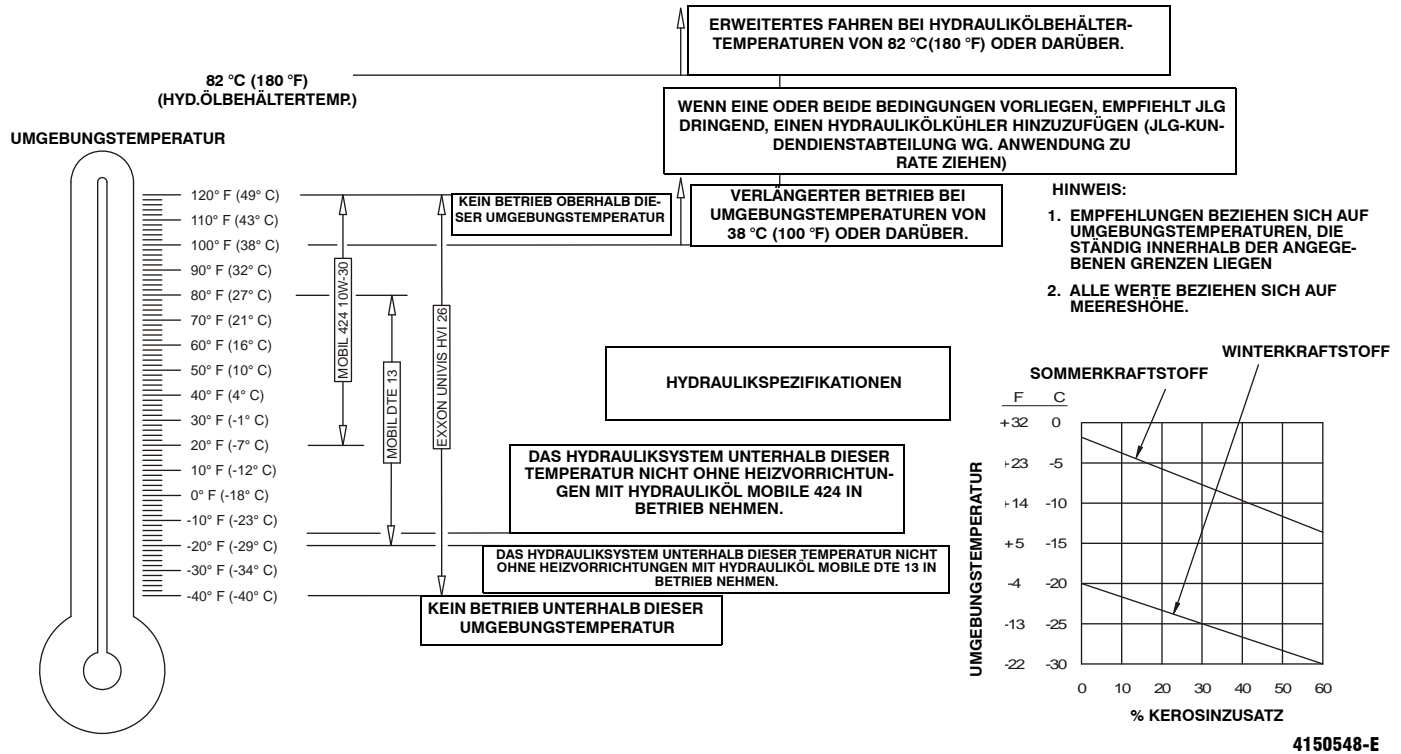 ERWEITERTES FAHREN BEI HYDRAULIKÖLBEHÄLTER-
TEMPERATUREN VON 82 °C(180 °F) ODER DARÜBER.
82 °C (180 °F)
(HYD.ÖLBEHÄLTERTEMP.)
WENN EINE ODER BEIDE BEDINGUNGEN VORLIEGEN, EMPFIEHLT JLG
DRINGEND, EINEN HYDRAULIKÖLKÜHLER HINZUZUFÜGEN (JLG-KUN-
DENDIENSTABTEILUNG WG. ANWENDUNG ZU
RATE ZIEHEN)
UMGEBUNGSTEMPERATUR
120° F (49° C)
110° F (43° C)
100° F (38° C)
90° F (32° C)
80° F (27° C)
70° F (21° C)
60° F (16° C)
50° F (10° C)
40° F (4° C)
30° F (-1° C)
20° F (-7° C)
10° F (-12° C)
0° F (-18° C)
-10° F (-23° C)
-20° F (-29° C)
-30° F (-34° C)
-40° F (-40° C)
MOBIL 424 10W-30
MOBIL DTE 13
EXXON UNIVIS HVI 26
KEIN BETRIEB OBERHALB DIE-
SER UMGEBUNGSTEMPERATUR
VERLÄNGERTER BETRIEB BEI
UMGEBUNGSTEMPERATUREN VON
38 °C (100 °F) ODER DARÜBER.
HINWEIS:
1. EMPFEHLUNGEN BEZIEHEN SICH AUF
UMGEBUNGSTEMPERATUREN, DIE
STÄNDIG INNERHALB DER ANGEGE-
BENEN GRENZEN LIEGEN
2. ALLE WERTE BEZIEHEN SICH AUF
MEERESHÖHE.
HYDRAULIKSPEZIFIKATIONEN
DAS HYDRAULIKSYSTEM UNTERHALB DIESER
TEMPERATUR NICHT OHNE HEIZVORRICHTUN-
GEN MIT HYDRAULIKÖL MOBILE 424 IN
BETRIEB NEHMEN.
DAS HYDRAULIKSYSTEM UNTERHALB DIESER TEMPERATUR NICHT
OHNE HEIZVORRICHTUNGEN MIT HYDRAULIKÖL MOBILE DTE 13 IN
BETRIEB NEHMEN.
KEIN BETRIEB UNTERHALB DIESER
UMGEBUNGSTEMPERATUR
WINTERKRAFTSTOFF
SOMMERKRAFTSTOFF
F C
+32 0
+23 -5
+14 -10
+5 -15
-4 -20
-13 -25
-22 -30
UMGEBUNGSTEMPERATUR
0 10 20 30 40 50 60
% KEROSINZUSATZ
4150548-E